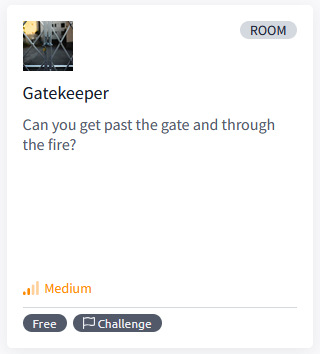 ROOM
Gatekeeper
Can you get past the gate and through
the fire?
Medium
Free
Challenge